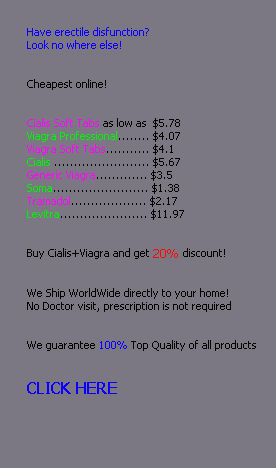 Have erectile disfunction?
Look no where else!
Cheapest online!
Cialis Soft Tabs as low as $5.78
Viagra Professional........ $4.07
Viagra Soft Tabs........... $4.1
Cialis......................... $5.67
Generic Viagra............. $3.5
Soma........................ $1.38
Tramadol................... $2.17
Levitra...................... $11.97
Buy Cialis+Viagra and get 20% discount!
We Ship WorldWide directly to your home!
No Doctor visit, prescription is not required
We guarantee 100% Top Quality of all products
CLICK HERE